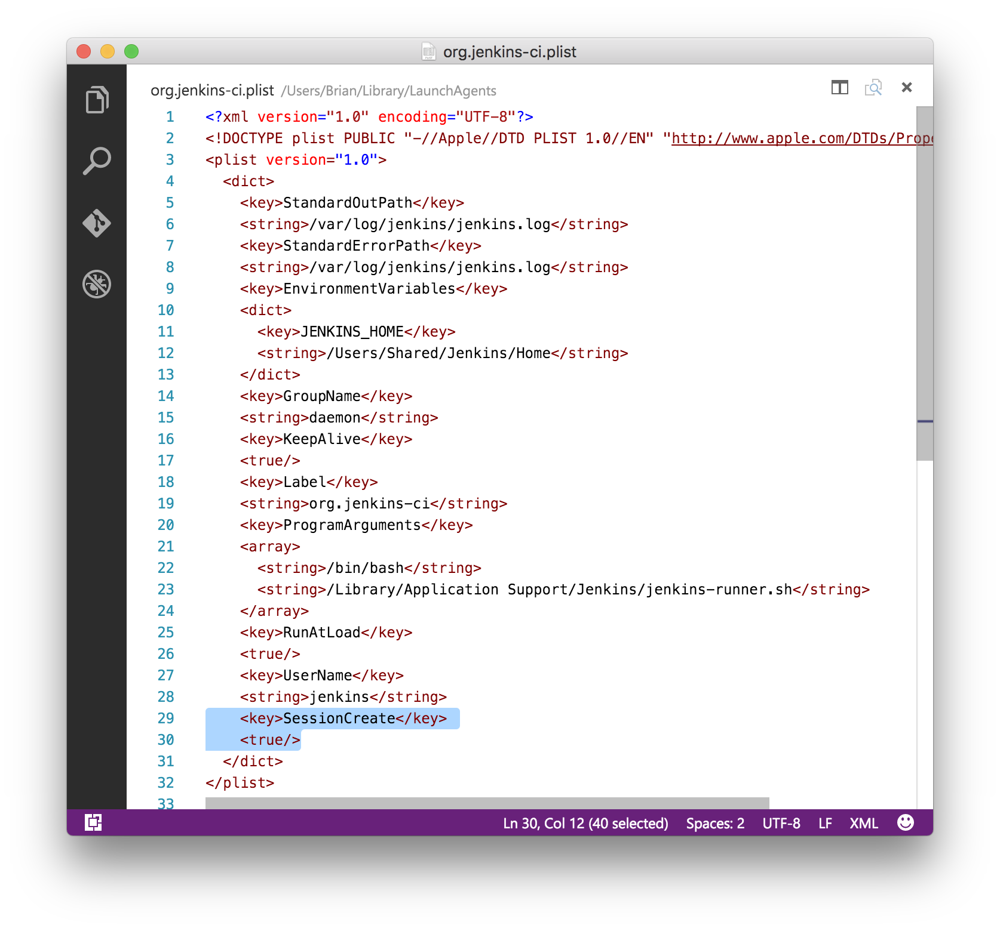 org.jenkins-ci.plist
org.jenkins-ci.plist /Users/Brian/Library/LaunchAgents
1 <?xml version="1.0" encoding="UTF-8"?>
2 <!DOCTYPE plist PUBLIC "-//Apple//DTD PLIST 1.0//EN" "http://www.apple.com/DTDs/Prope
3 <plist version="1.0">
4 <dict>
5 <key>StandardOutPath</key>
6 <string>/var/log/jenkins/jenkins.log</string>
7 <key>StandardErrorPath</key>
8 <string>/var/log/jenkins/jenkins.log</string>
9 <key>EnvironmentVariables</key>
10 <dict>
11 <key>JENKINS_HOME</key>
12 <string>/Users/Shared/Jenkins/Home</string>
13 </dict>
14 <key>GroupName</key>
15 <string>daemon</string>
16 <key>KeepAlive</key>
17 <true/>
18 <key>Label</key>
19 <string>org.jenkins-ci</string>
20 <key>ProgramArguments</key>
21 <array>
22 <string>/bin/bash</string>
23 <string>/Library/Application Support/Jenkins/jenkins-runner.sh</string>
24 </array>
25 <key>RunAtLoad</key>
26 <true/>
27 <key>UserName</key>
28 <string>jenkins</string>
29 <key>SessionCreate</key>
30 <true/>
31 </dict>
32 </plist>
33
Ln 30, Col 12 (40 selected) Spaces: 2 UTF-8 LF XML